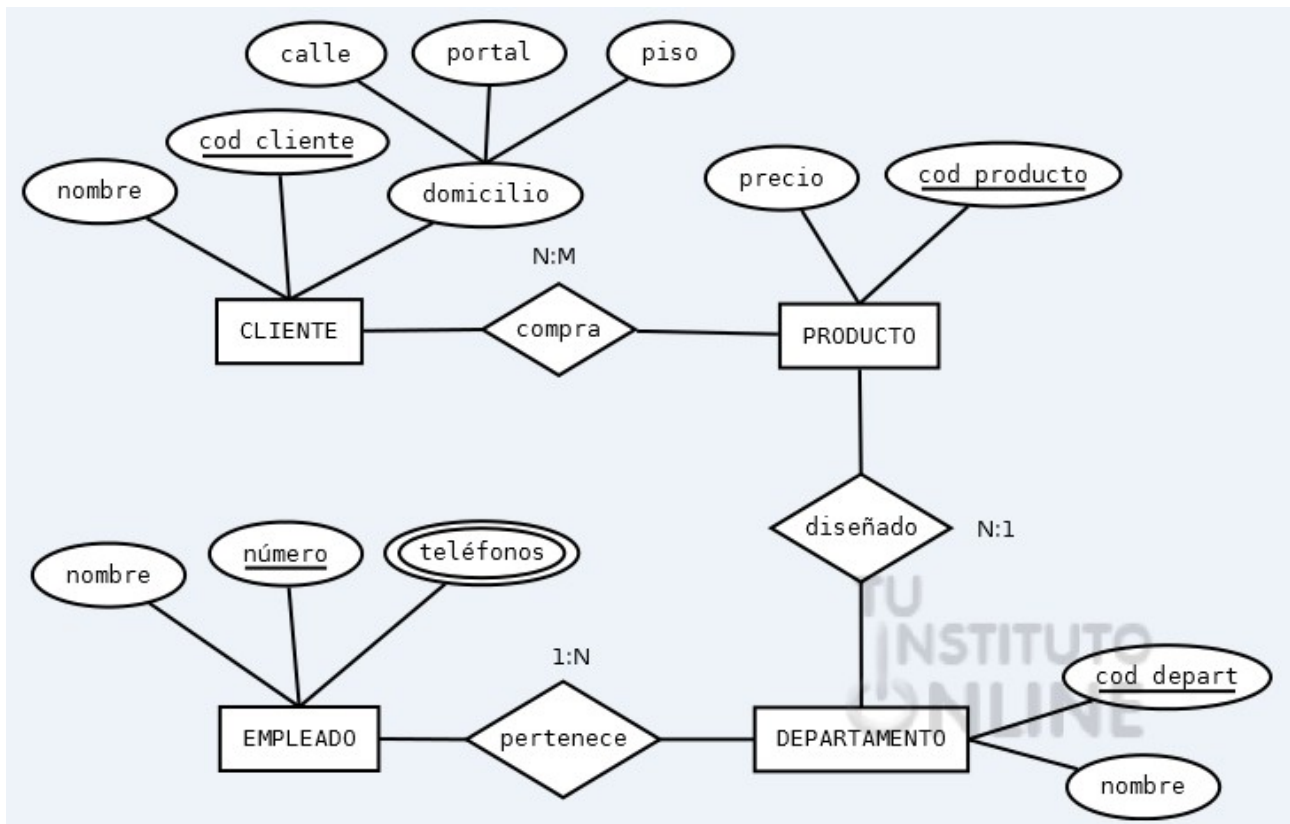 calle
portal
piso
cod cliente
nombre
domicilio
precio
cod producto
N:M
CLIENTE
compra
PRODUCTO
diseñado
N:1
nombre
número
teléfonos
TU
INSTITUTO
ONLINE
1:N
cod depart
EMPLEADO
pertenece
DEPARTAMENTO
nombre